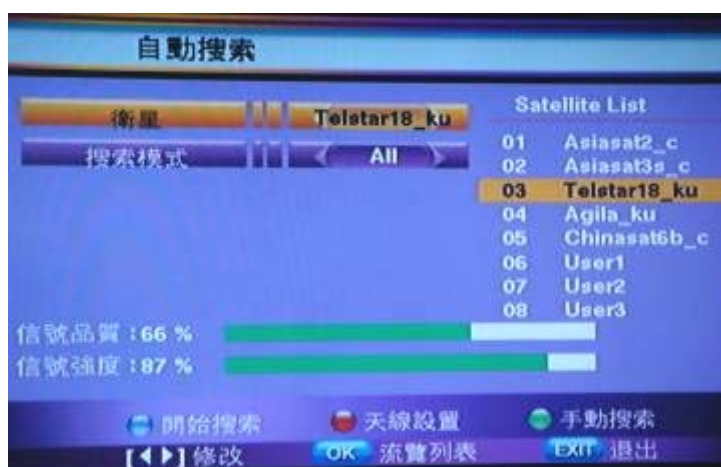 自動搜索
衛星 Telstar18_ku
搜索模式 All
Satellite List
01 Asiasat2_c
02 Asiasat3s_c
03 Telstar18_ku
04 Agila_ku
05 Chinasat6b_c
06 User1
07 User2
08 User3
信號品質:66 %
信號強度:87 %
開始搜索 天線設置 手動搜索
[◀ ▶] 修改 OK 流覽列表 EXIT 退出